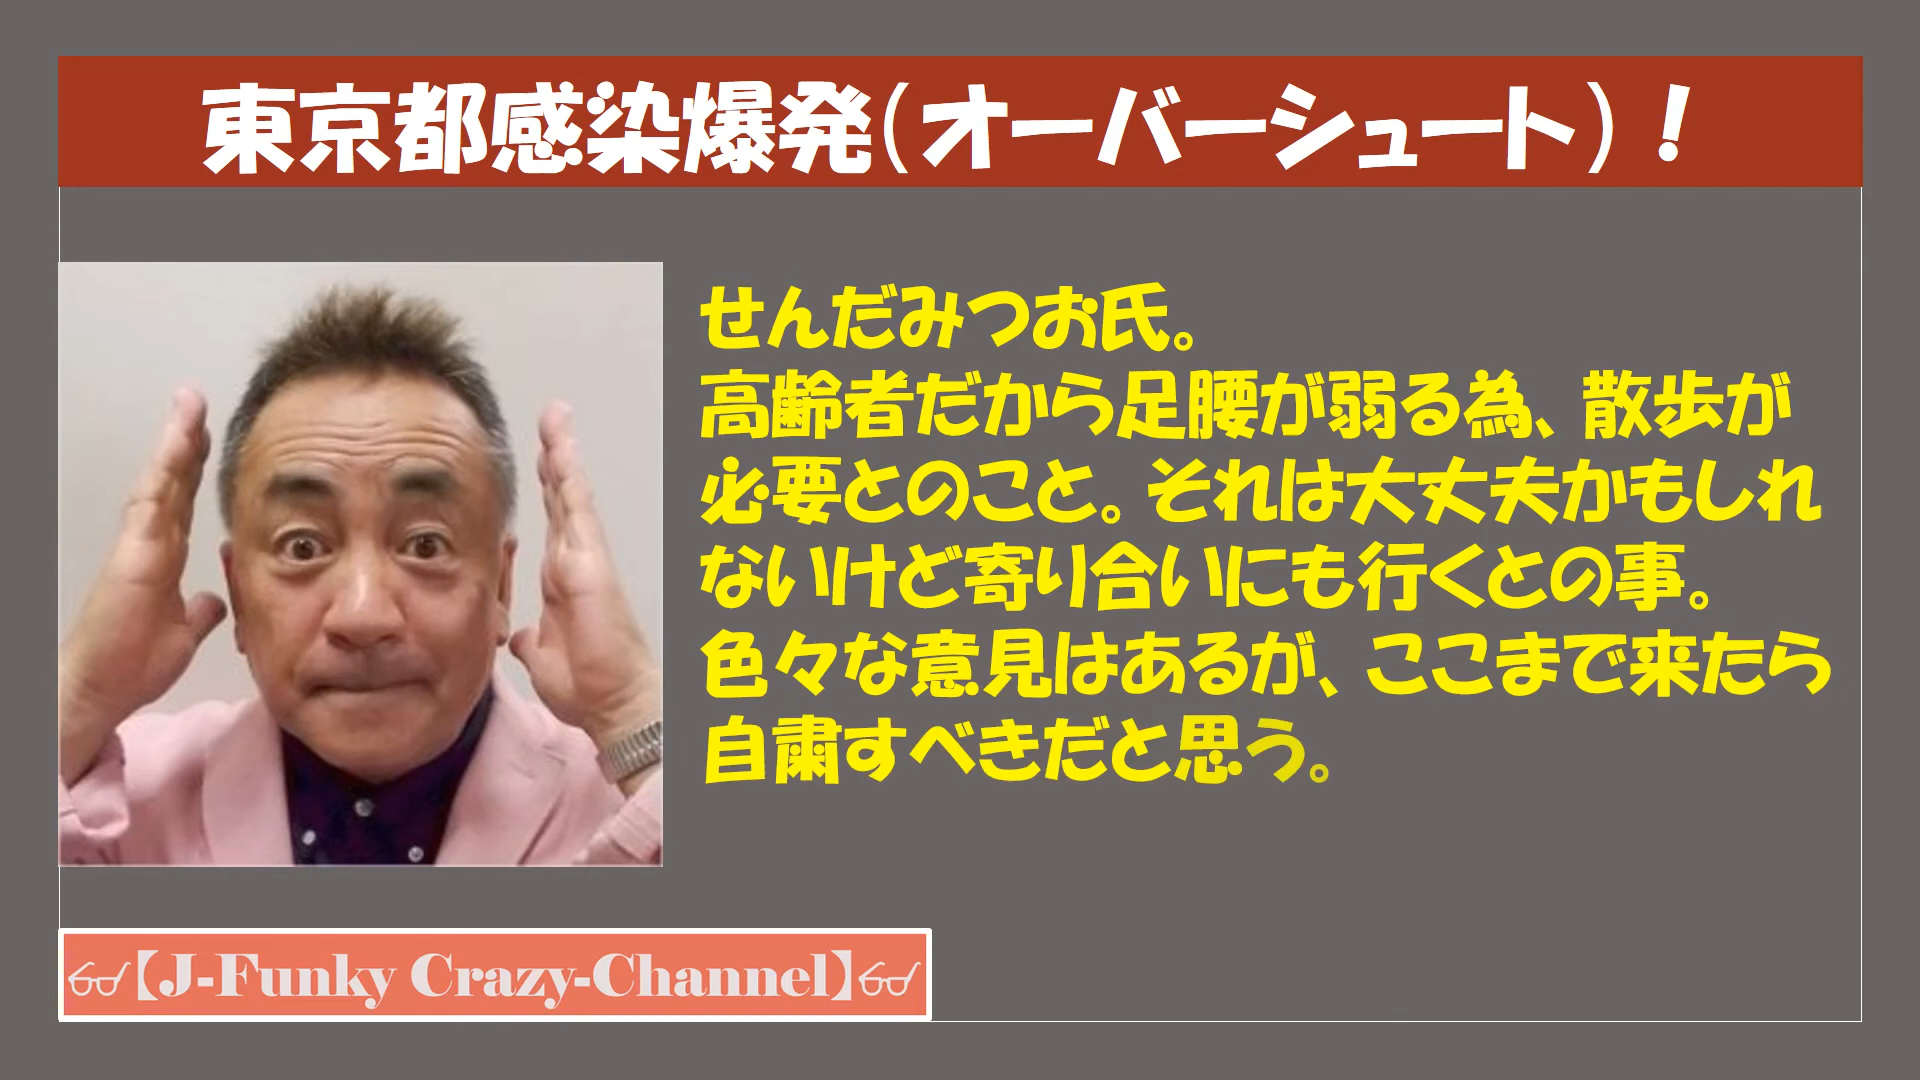 東京都感染爆発(オーバーシュート)!
せんだみつお氏。
高齢者だから足腰が弱る為、散歩が
必要とのこと。それは大丈夫かもしれ
ないけど寄り合いにも行くとの事。
色々な意見はあるが、ここまで来たら
自粛すべきだと思う。
👓【J-Funky Crazy-Channel】👓